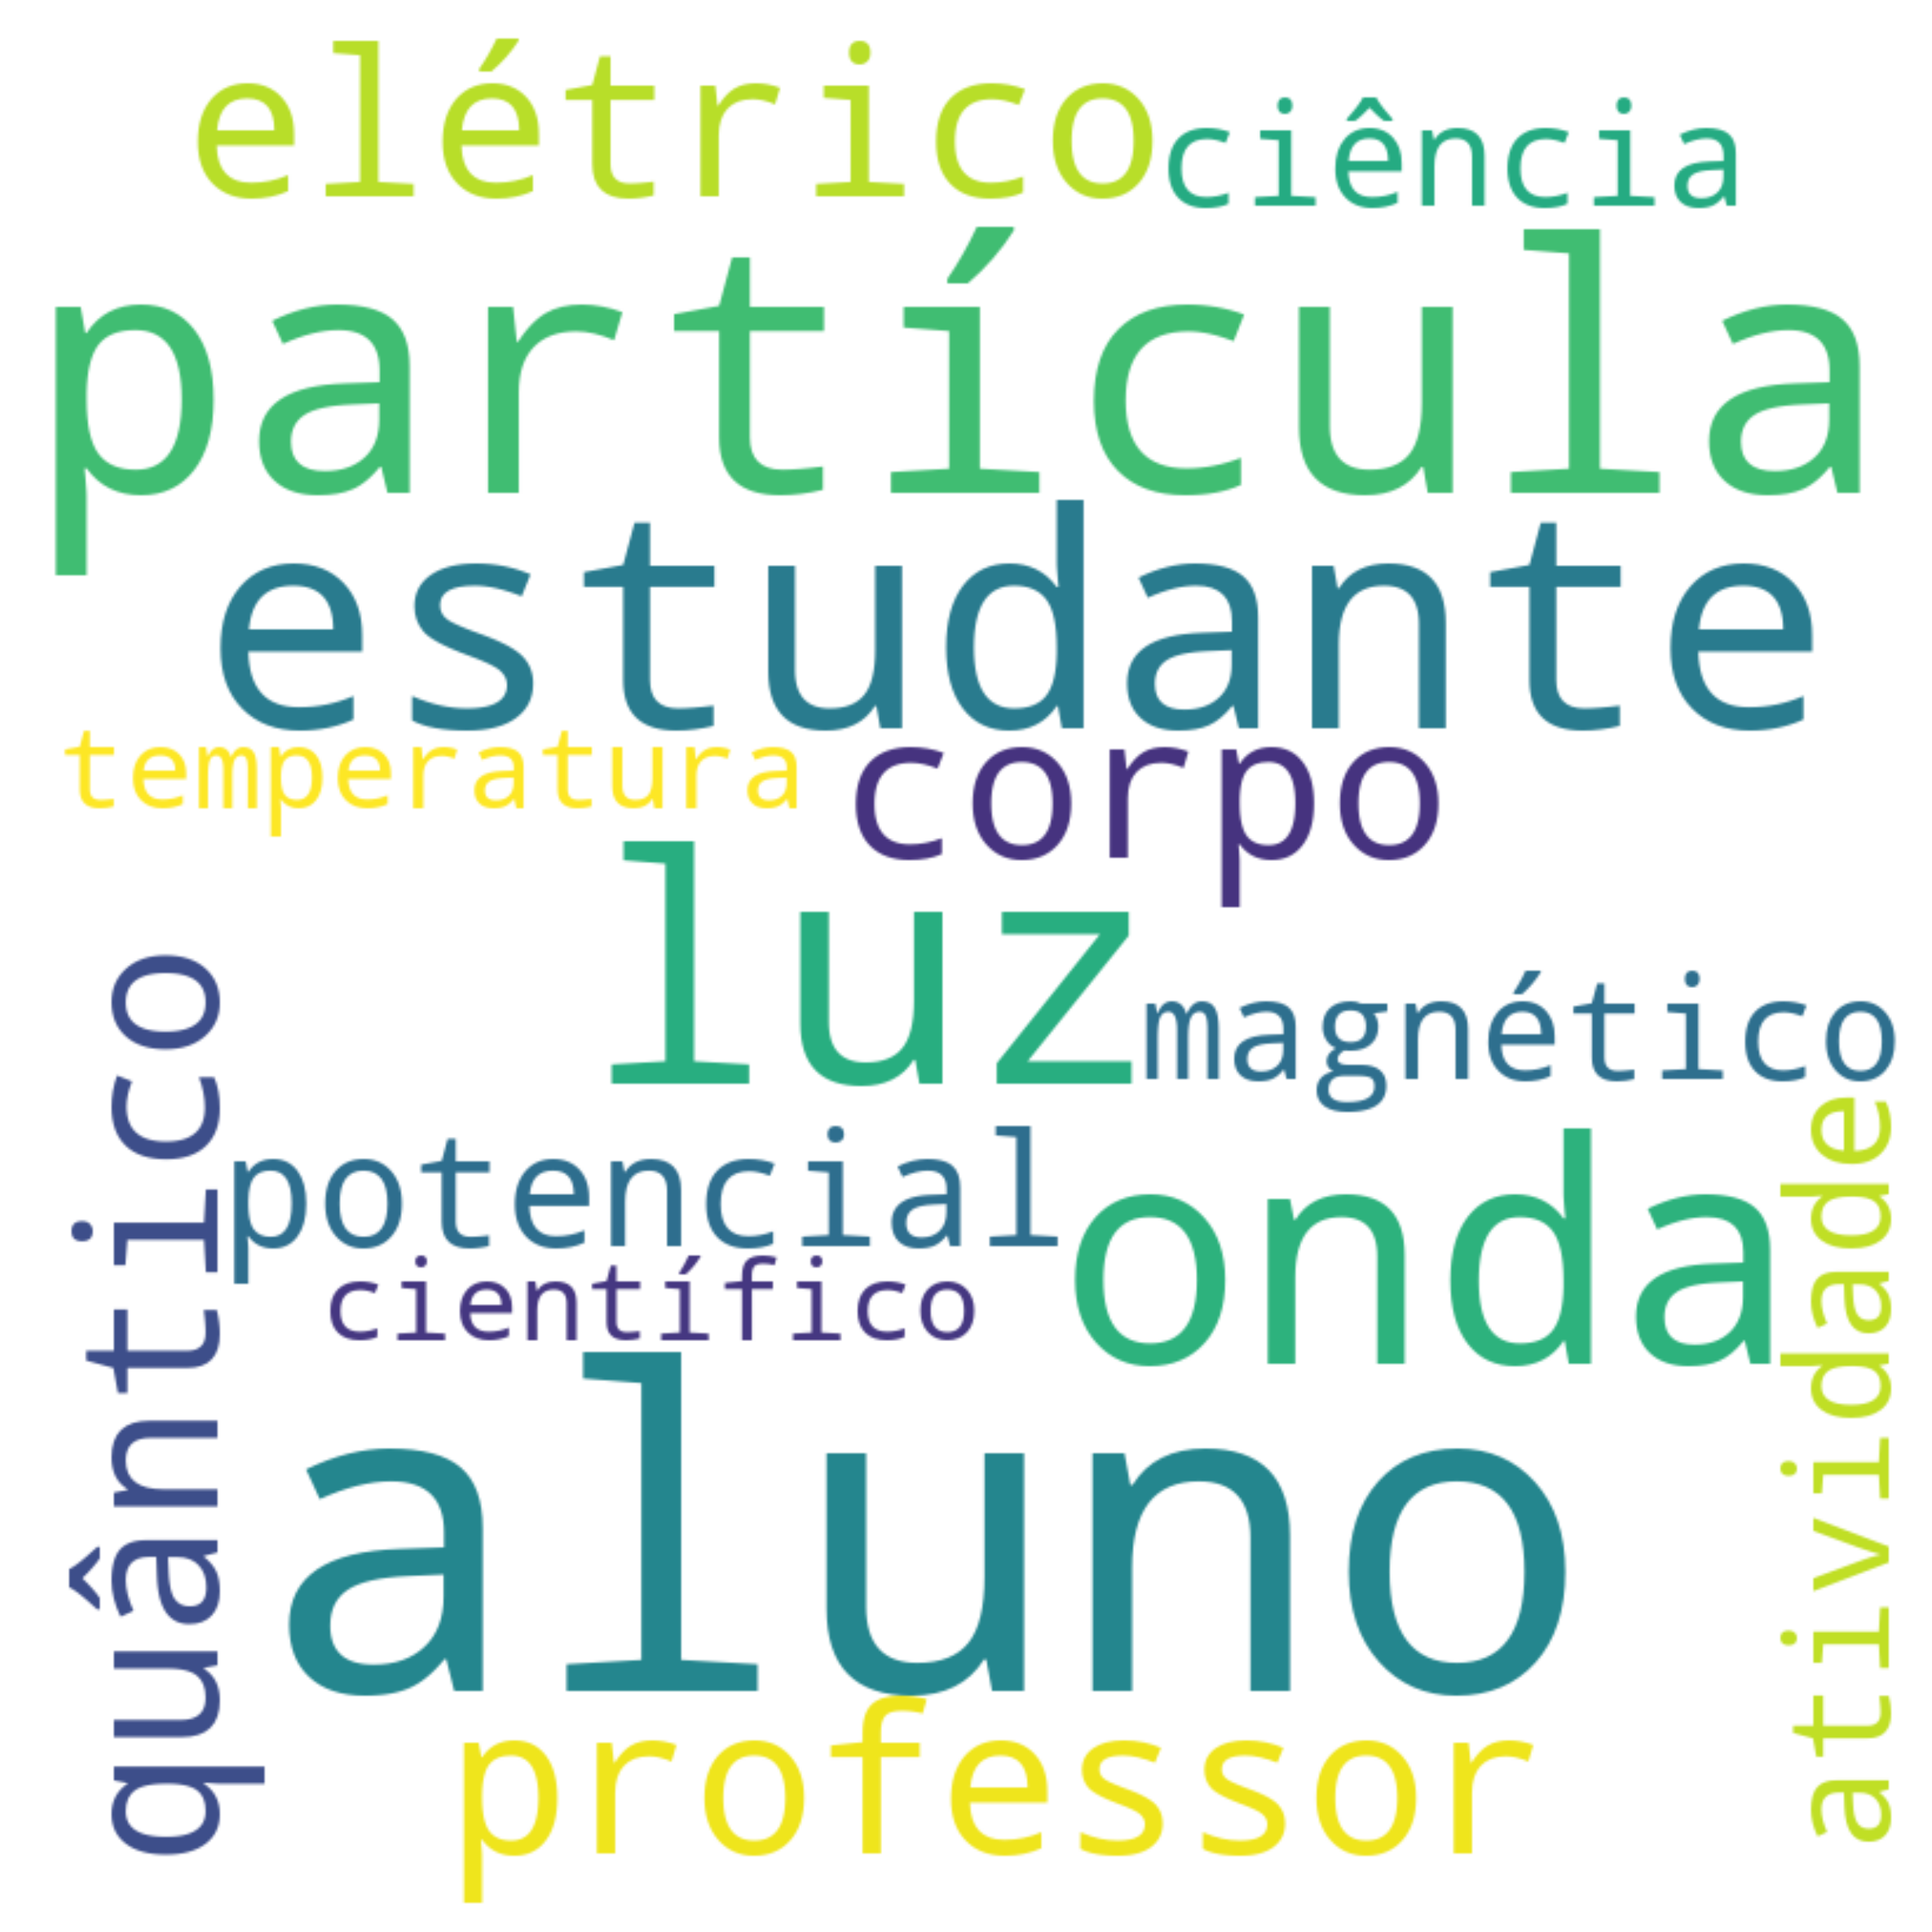 elétrico
ciência
partícula
estudante
temperatura
corpo
luz
magnético
quântico
potencial
onda
atividade
científico
aluno
professor